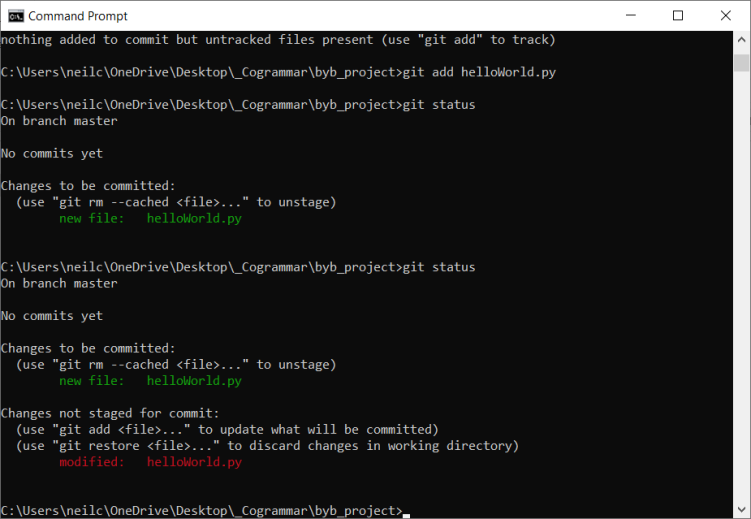 Command Prompt
nothing added to commit but untracked files present (use "git add" to track)
C:\Users\neilc\OneDrive\Desktop\_Cogrammar\byb_project>git add helloWorld.py
C:\Users\neilc\OneDrive\Desktop\_Cogrammar\byb_project>git status
On branch master
No commits yet
Changes to be committed:
  (use "git rm --cached <file>..." to unstage)
        new file:   helloWorld.py
C:\Users\neilc\OneDrive\Desktop\_Cogrammar\byb_project>git status
On branch master
No commits yet
Changes to be committed:
  (use "git rm --cached <file>..." to unstage)
        new file:   helloWorld.py
Changes not staged for commit:
  (use "git add <file>..." to update what will be committed)
  (use "git restore <file>..." to discard changes in working directory)
        modified:   helloWorld.py
C:\Users\neilc\OneDrive\Desktop\_Cogrammar\byb_project>